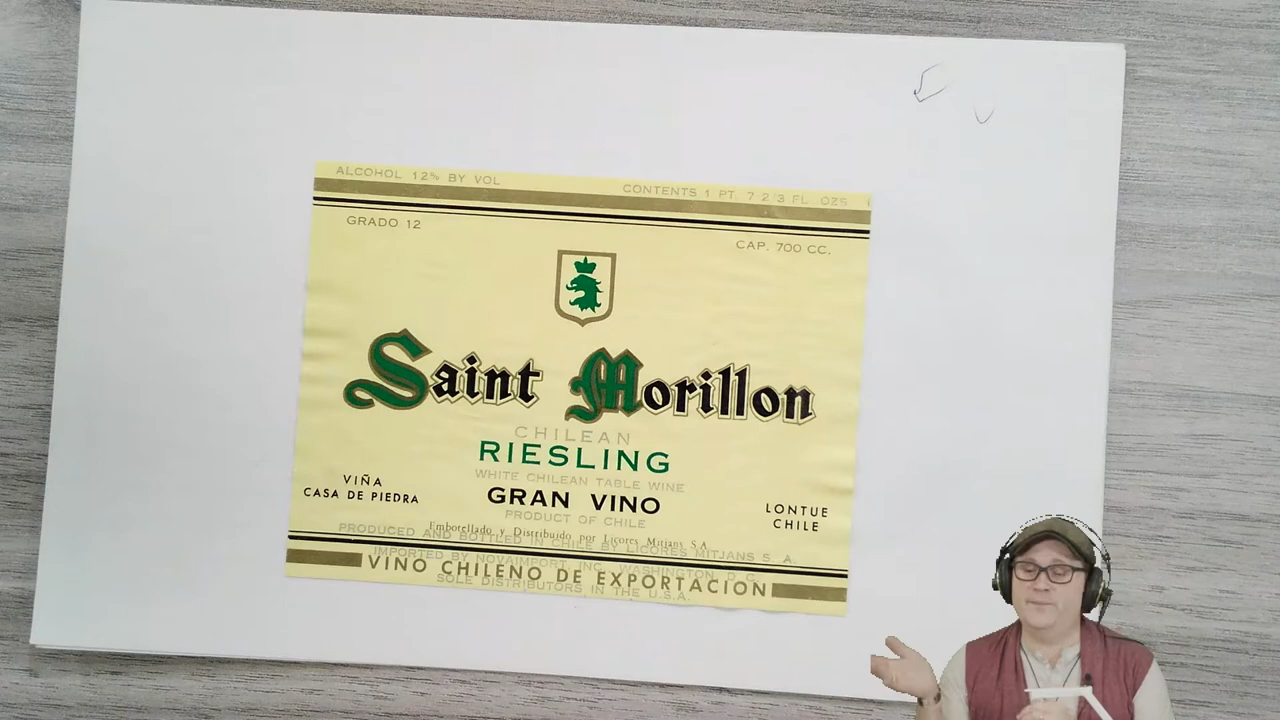 ALCOHOL 12% BY VOL
CONTENTS 1 PT. 7 2/3 FL. OZS
GRADO 12
CAP. 700 CC.
Saint Morillon
CHILEAN
RIESLING
WHITE CHILEAN TABLE WINE
VIÑA
CASA DE PIEDRA
GRAN VINO
LONTUE
CHILE
PRODUCT OF CHILE
Embotellado y Distribuido por Licores Mitjans S.A.
PRODUCED AND BOTTLED IN CHILE BY LICORES MITJANS S. A.
IMPORTED BY NOVAIMPORT, INC., WASHINGTON, D. C.
VINO CHILENO DE EXPORTACION
SOLE DISTRIBUTORS IN THE U.S.A.